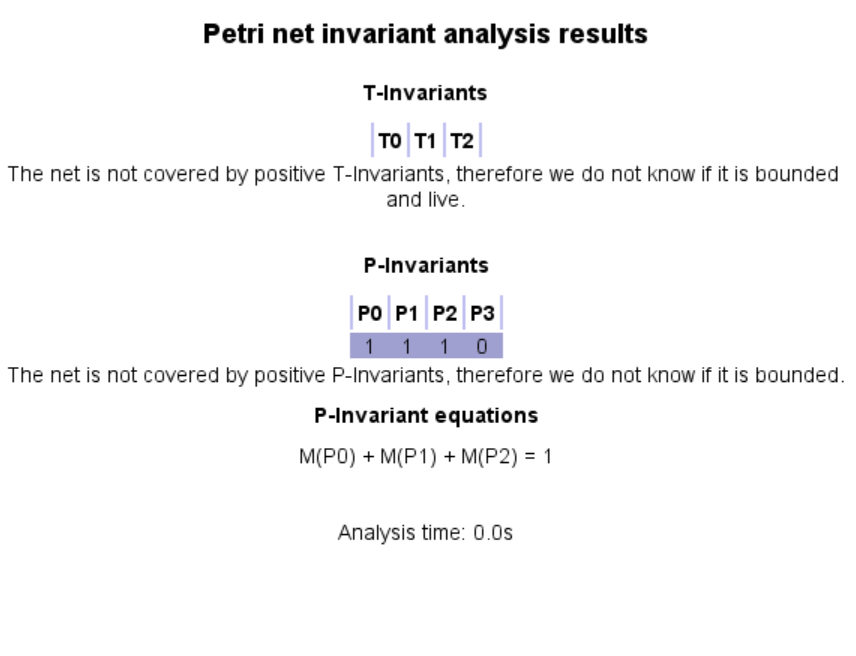 Petri net invariant analysis results
T-Invariants
T0 T1 T2
The net is not covered by positive T-Invariants, therefore we do not know if it is bounded
and live.
P-Invariants
P0 P1 P2 P3
1 1 1 0
The net is not covered by positive P-Invariants, therefore we do not know if it is bounded.
P-Invariant equations
M(P0) + M(P1) + M(P2) = 1
Analysis time: 0.0s